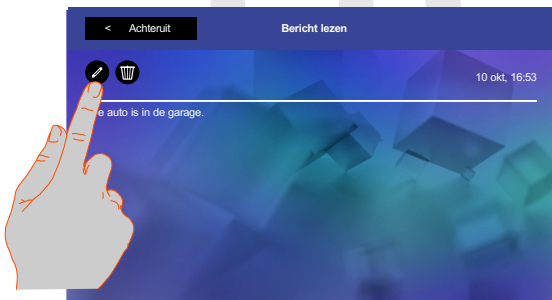 < Achteruit
Bericht lezen
10 okt, 16:53
e auto is in de garage.